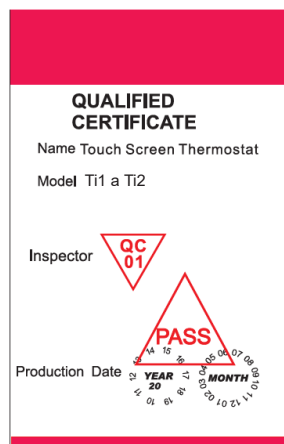 QUALIFIED
CERTIFICATE
Name Touch Screen Thermostat
Model Ti1 a Ti2
Inspector
QC
01
PASS
Production Date
10 11 12 13 14 15 16 17 18 19
YEAR
20
01 02 03 04 05 06 07 08 09 10 11 12
MONTH